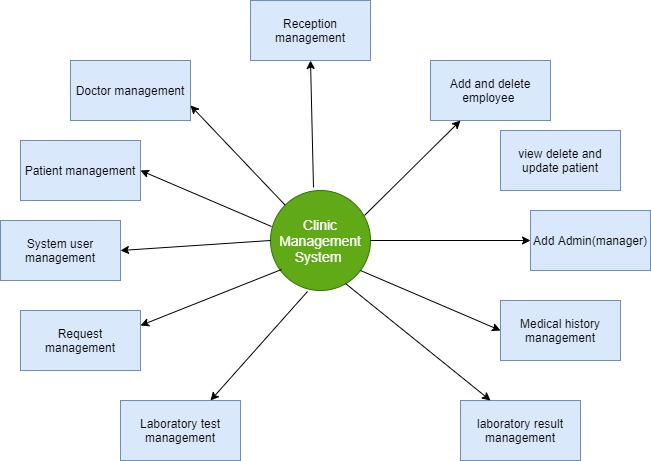 Reception
management
Doctor management
Add and delete
employee
view delete and
update patient
Patient management
Clinic
Management
System
System user
management
Add Admin(manager)
Request
management
Medical history
management
Laboratory test
management
laboratory result
management